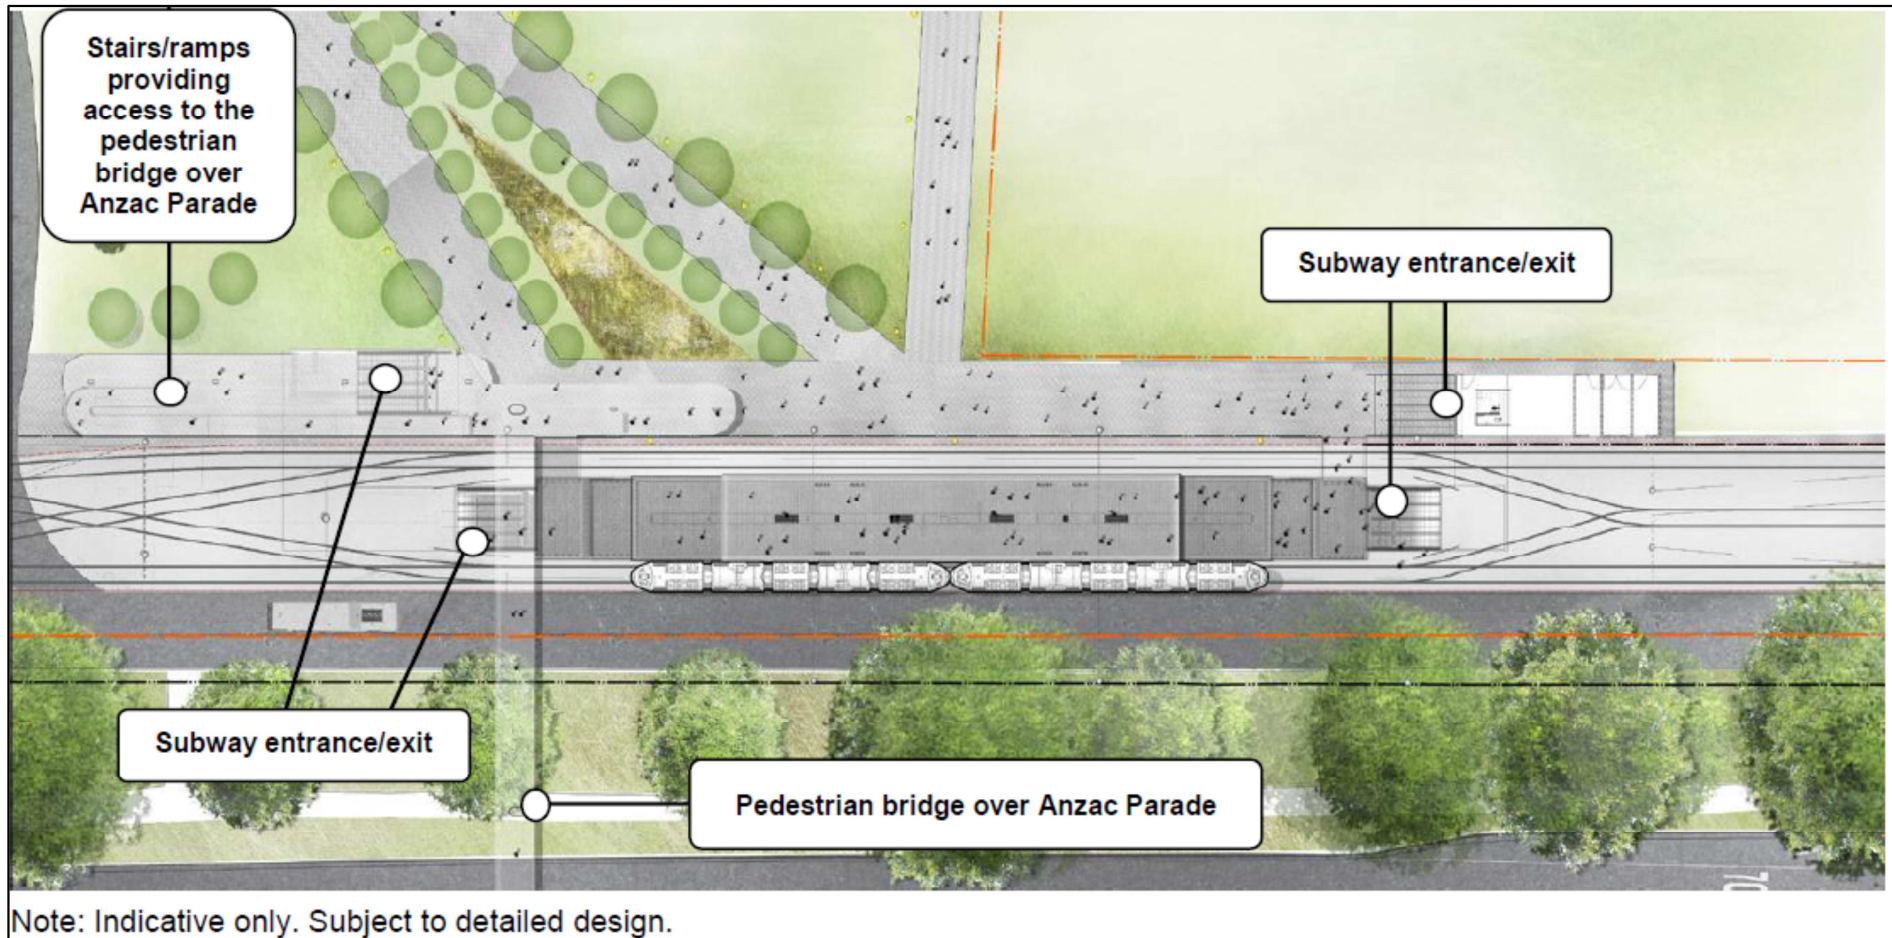 Stairs/ramps
providing
access to the
pedestrian
bridge over
Anzac Parade
Subway entrance/exit
Subway entrance/exit
Pedestrian bridge over Anzac Parade
Note: Indicative only. Subject to detailed design.